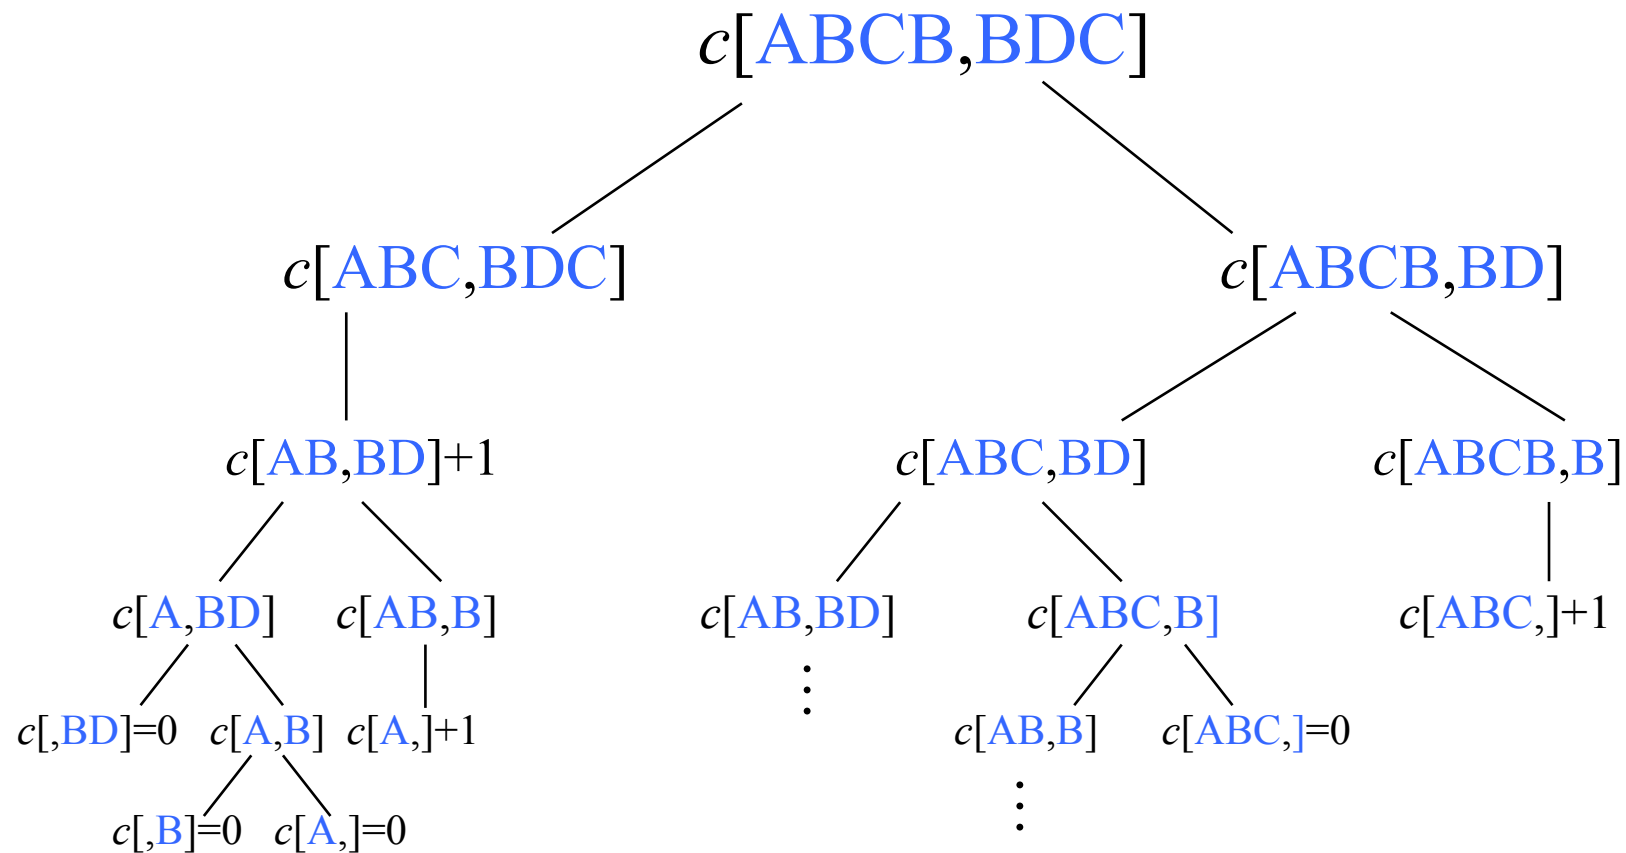 c[ABCB,BDC]
c[ABC,BDC] c[ABCB,BD]
c[AB,BD]+1 c[ABC,BD] c[ABCB,B]
c[A,BD] c[AB,B] c[AB,BD] c[ABC,B] c[ABC,]+1
c[,BD]=0 c[A,B] c[A,]+1 c[AB,B] c[ABC,]=0
c[,B]=0 c[A,]=0